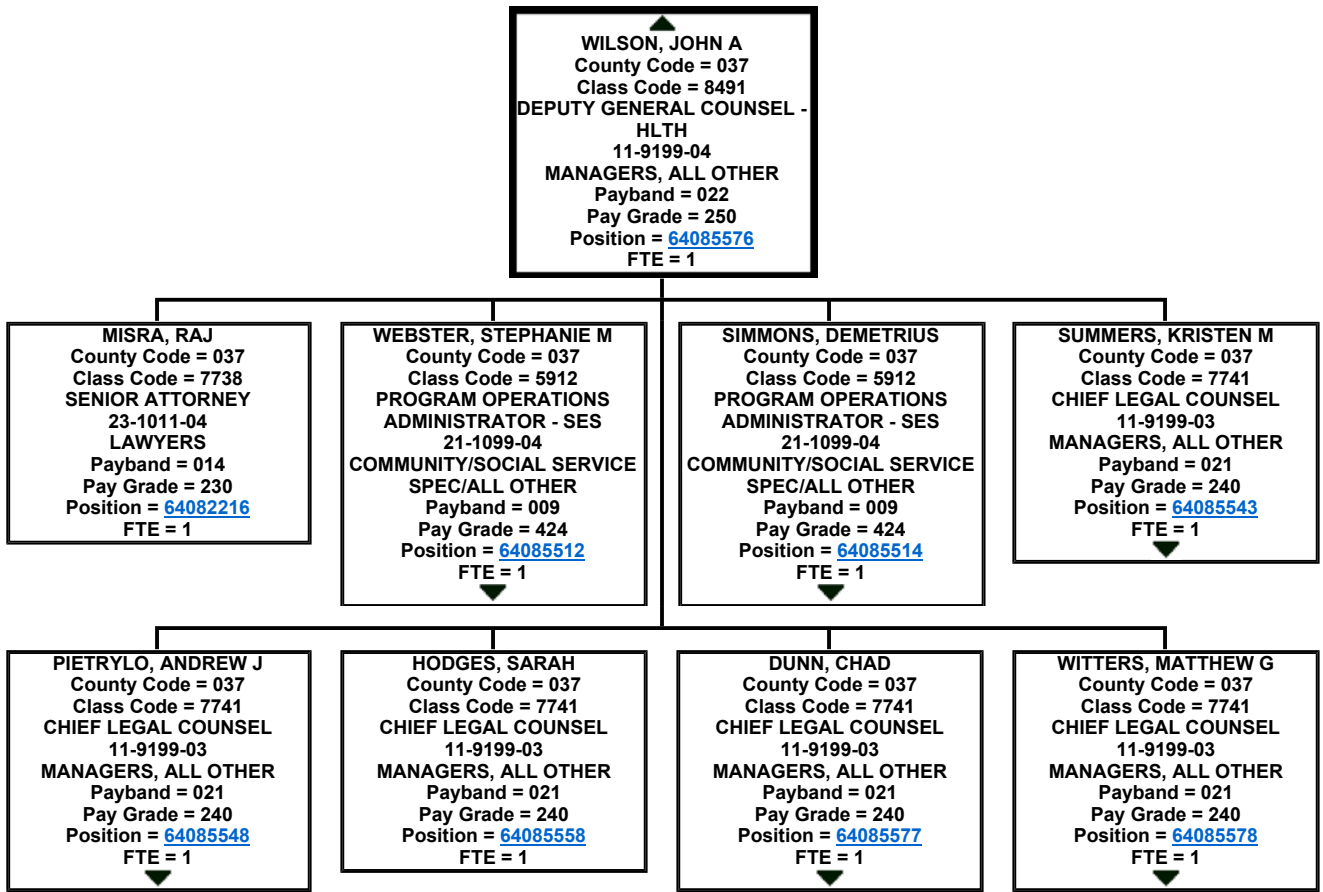 WILSON, JOHN A
County Code = 037
Class Code = 8491
DEPUTY GENERAL COUNSEL -
HLTH
11-9199-04
MANAGERS, ALL OTHER
Payband = 022
Pay Grade = 250
Position = 64085576
FTE = 1
MISRA, RAJ
County Code = 037
Class Code = 7738
SENIOR ATTORNEY
23-1011-04
LAWYERS
Payband = 014
Pay Grade = 230
Position = 64082216
FTE = 1
WEBSTER, STEPHANIE M
County Code = 037
Class Code = 5912
PROGRAM OPERATIONS
ADMINISTRATOR - SES
21-1099-04
COMMUNITY/SOCIAL SERVICE
SPEC/ALL OTHER
Payband = 009
Pay Grade = 424
Position = 64085512
FTE = 1
SIMMONS, DEMETRIUS
County Code = 037
Class Code = 5912
PROGRAM OPERATIONS
ADMINISTRATOR - SES
21-1099-04
COMMUNITY/SOCIAL SERVICE
SPEC/ALL OTHER
Payband = 009
Pay Grade = 424
Position = 64085514
FTE = 1
SUMMERS, KRISTEN M
County Code = 037
Class Code = 7741
CHIEF LEGAL COUNSEL
11-9199-03
MANAGERS, ALL OTHER
Payband = 021
Pay Grade = 240
Position = 64085543
FTE = 1
PIETRYLO, ANDREW J
County Code = 037
Class Code = 7741
CHIEF LEGAL COUNSEL
11-9199-03
MANAGERS, ALL OTHER
Payband = 021
Pay Grade = 240
Position = 64085548
FTE = 1
HODGES, SARAH
County Code = 037
Class Code = 7741
CHIEF LEGAL COUNSEL
11-9199-03
MANAGERS, ALL OTHER
Payband = 021
Pay Grade = 240
Position = 64085558
FTE = 1
DUNN, CHAD
County Code = 037
Class Code = 7741
CHIEF LEGAL COUNSEL
11-9199-03
MANAGERS, ALL OTHER
Payband = 021
Pay Grade = 240
Position = 64085577
FTE = 1
WITTERS, MATTHEW G
County Code = 037
Class Code = 7741
CHIEF LEGAL COUNSEL
11-9199-03
MANAGERS, ALL OTHER
Payband = 021
Pay Grade = 240
Position = 64085578
FTE = 1